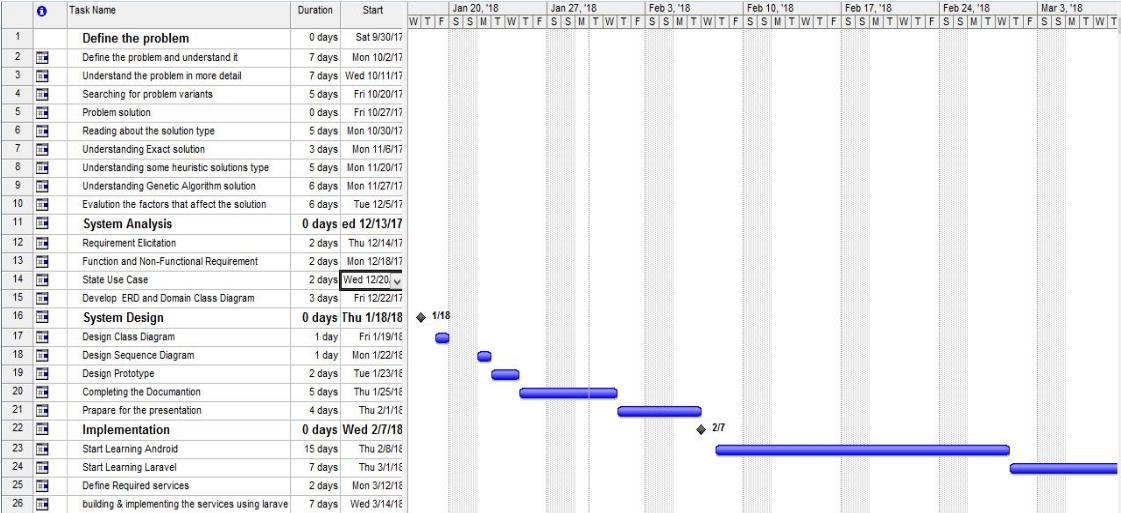 Task Name Duration Start Jan 20, '18 Jan 27, '18 Feb 3, '18 Feb 10, '18 Feb 17, '18 Feb 24, '18 Mar 3, '18
W T F S S M T W T F S S M T W T F S S M T W T F S S M T W T F S S M T W T F S S M T W T F S S M T W T
1 Define the problem 0 days Sat 9/30/17
2 Define the problem and understand it 7 days Mon 10/2/17
3 Understand the problem in more detail 7 days Wed 10/11/17
4 Searching for problem variants 5 days Fri 10/20/17
5 Problem solution 0 days Fri 10/27/17
6 Reading about the solution type 5 days Mon 10/30/17
7 Understanding Exact solution 3 days Mon 11/6/17
8 Understanding some heuristic solutions type 5 days Mon 11/20/17
9 Understanding Genetic Algorithm solution 6 days Mon 11/27/17
10 Evalution the factors that affect the solution 6 days Tue 12/5/17
11 System Analysis 0 days ed 12/13/17
12 Requirement Elicitation 2 days Thu 12/14/17
13 Function and Non-Functional Requirement 2 days Mon 12/18/17
14 State Use Case 2 days Wed 12/20/
15 Develop ERD and Domain Class Diagram 3 days Fri 12/22/17
16 System Design 0 days Thu 1/18/18 1/18
17 Design Class Diagram 1 day Fri 1/19/18
18 Design Sequence Diagram 1 day Mon 1/22/18
19 Design Prototype 2 days Tue 1/23/18
20 Completing the Documantion 5 days Thu 1/25/18
21 Prapare for the presentation 4 days Thu 2/1/18
22 Implementation 0 days Wed 2/7/18 2/7
23 Start Learning Android 15 days Thu 2/8/18
24 Start Learning Laravel 7 days Thu 3/1/18
25 Define Required services 2 days Mon 3/12/18
26 building & implementing the services using larave 7 days Wed 3/14/18